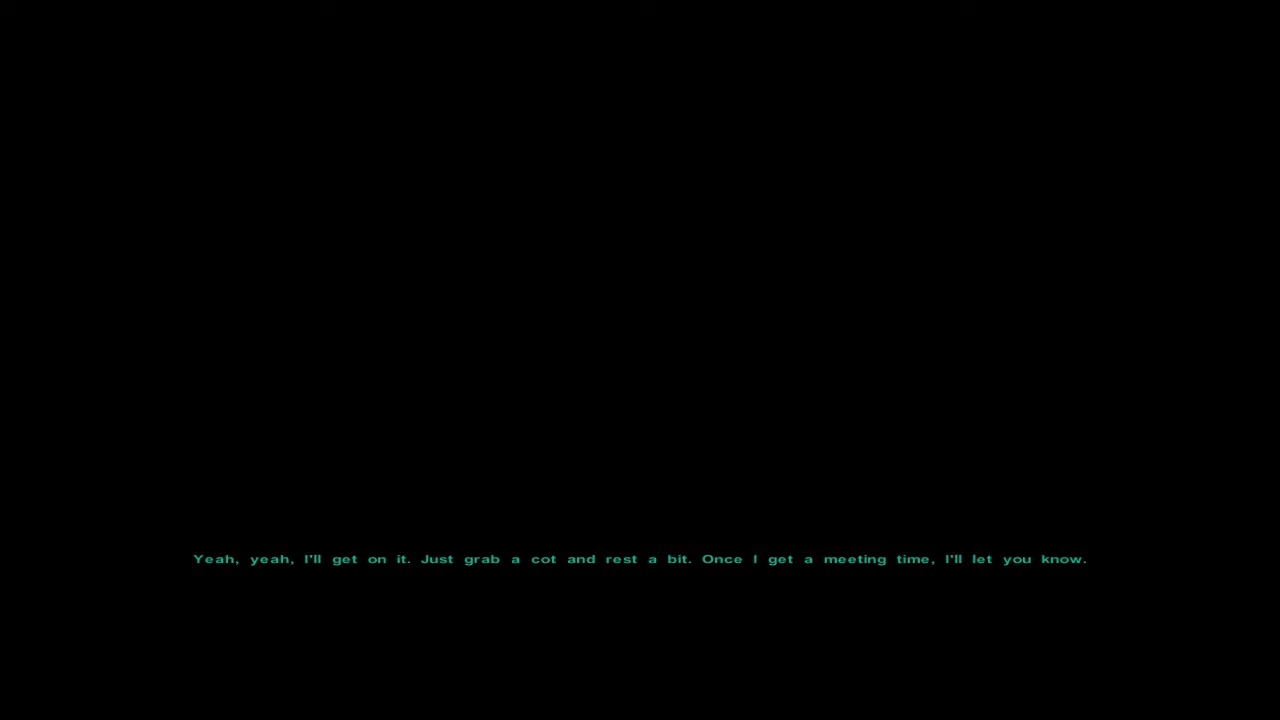 Yeah, yeah, I'll get on it. Just grab a cot and rest a bit. Once I get a meeting time, I'll let you know.